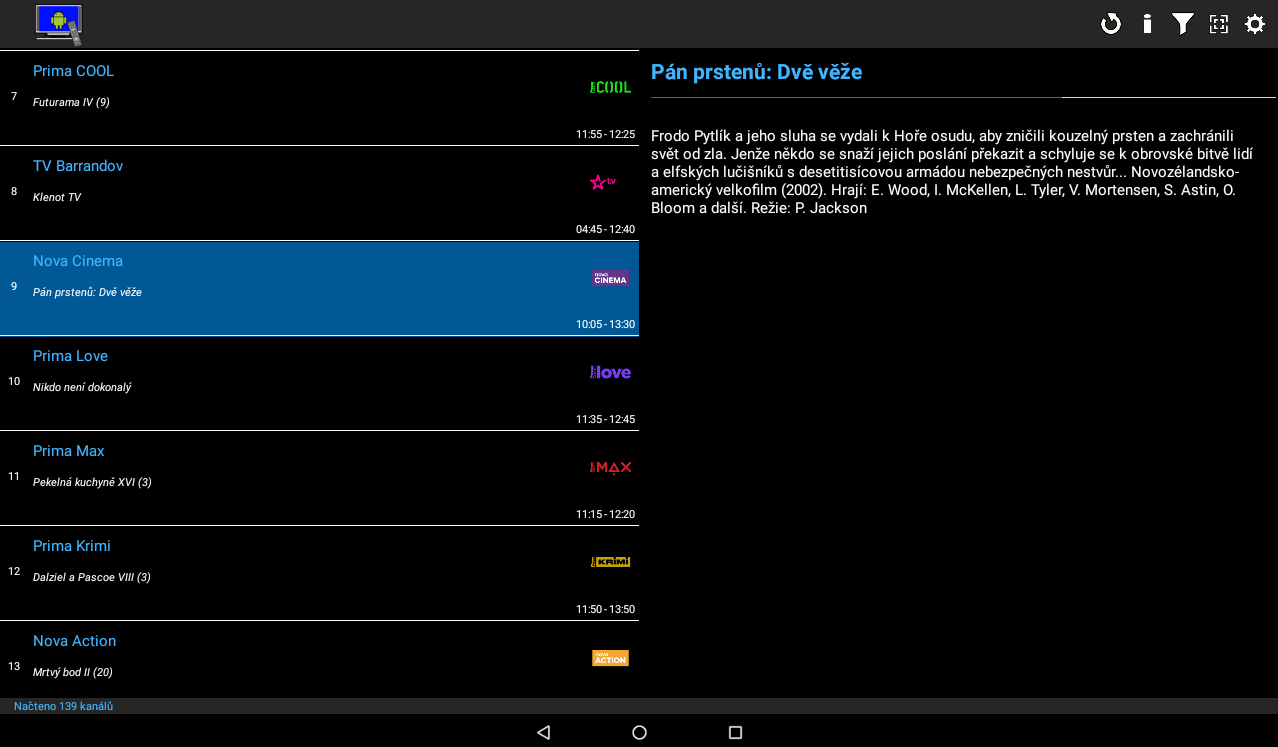 Prima COOL
7
Futurama IV (9)
COOL
11:55 - 12:25
TV Barrandov
8
Klenot TV
tv
04:45 - 12:40
Nova Cinema
9
Pán prstenů: Dvě věže
nova
CINEMA
10:05 - 13:30
Prima Love
10
Nikdo není dokonalý
love
11:35 - 12:45
Prima Max
11
Pekelná kuchyně XVI (3)
MAX
11:15 - 12:20
Prima Krimi
12
Dalziel a Pascoe VIII (3)
KRIMI
11:50 - 13:50
Nova Action
13
Mrtvý bod II (20)
nova
ACTION
Pán prstenů: Dvě věže
Frodo Pytlík a jeho sluha se vydali k Hoře osudu, aby zničili kouzelný prsten a zachránili
svět od zla. Jenže někdo se snaží jejich poslání překazit a schyluje se k obrovské bitvě lidí
a elfských lučišníků s desetitisícovou armádou nebezpečných nestvůr... Novozélandsko-
americký velkofilm (2002). Hrají: E. Wood, I. McKellen, L. Tyler, V. Mortensen, S. Astin, O.
Bloom a další. Režie: P. Jackson
Načteno 139 kanálů